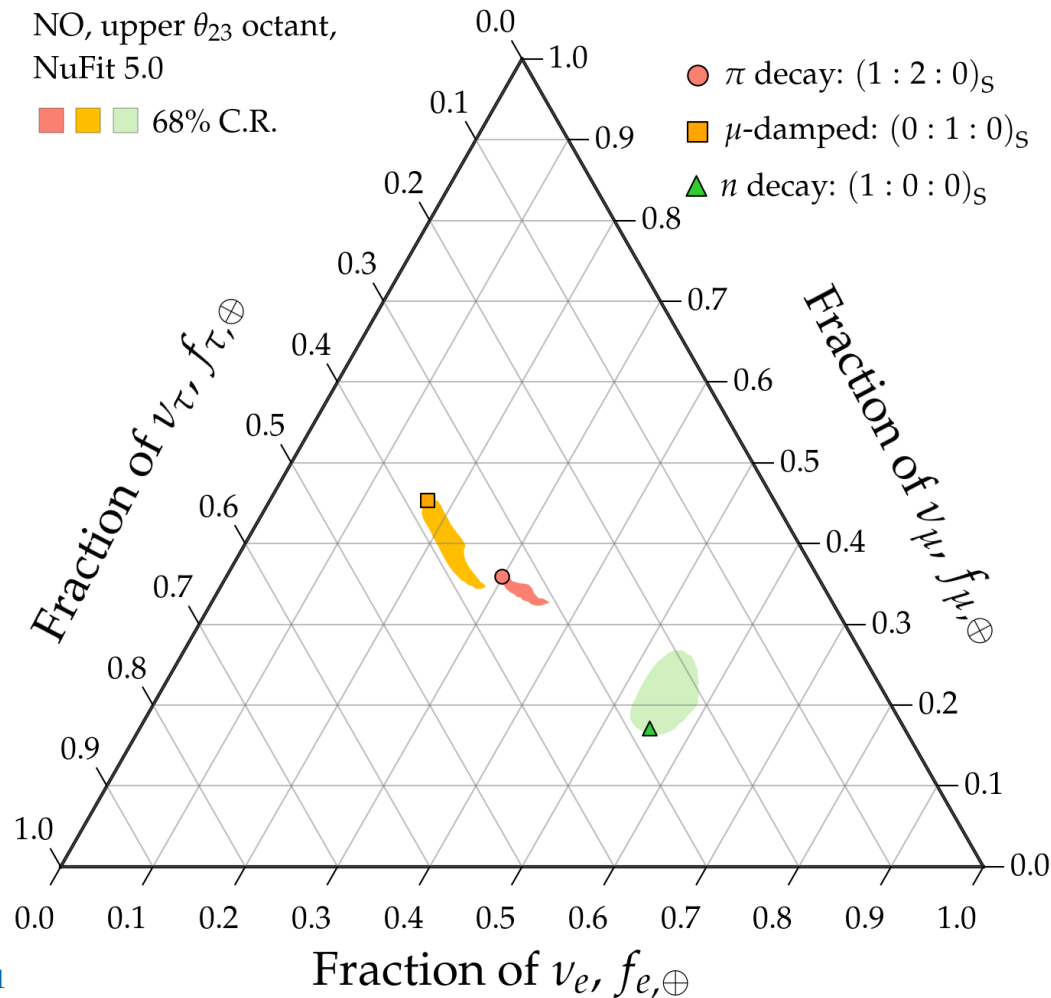 NO, upper θ₂₃ octant,
NuFit 5.0
68% C.R.
π decay: (1 : 2 : 0)S
μ-damped: (0 : 1 : 0)S
n decay: (1 : 0 : 0)S
Fraction of ντ, fτ,⊕
0.0
0.1
0.2
0.3
0.4
0.5
0.6
0.7
0.8
0.9
1.0
Fraction of νμ, fμ,⊕
1.0
0.9
0.8
0.7
0.6
0.5
0.4
0.3
0.2
0.1
0.0
0.0 0.1 0.2 0.3 0.4 0.5 0.6 0.7 0.8 0.9 1.0
Fraction of νe, fe,⊕